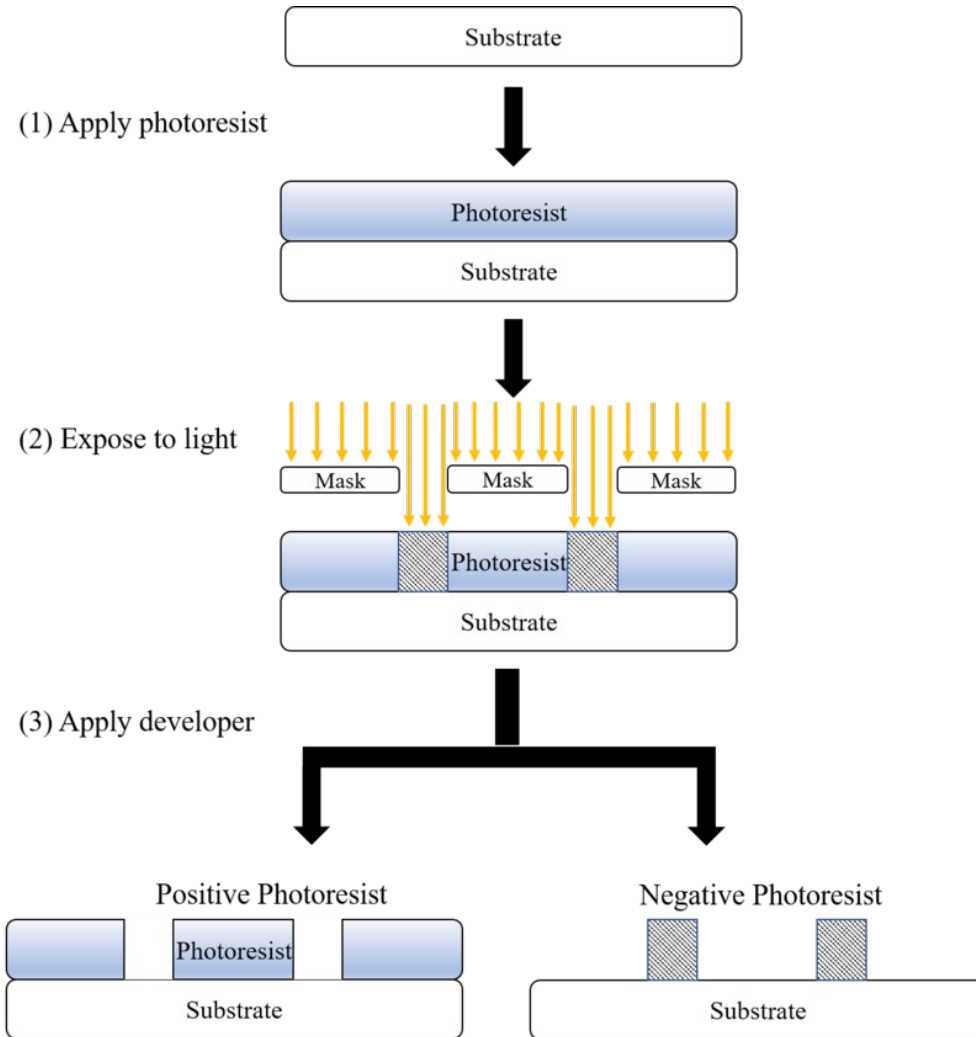 Substrate
(1) Apply photoresist
Photoresist
Substrate
(2) Expose to light
Mask Mask Mask
Photoresist
Substrate
(3) Apply developer
Positive Photoresist
Negative Photoresist
Photoresist
Substrate
Substrate